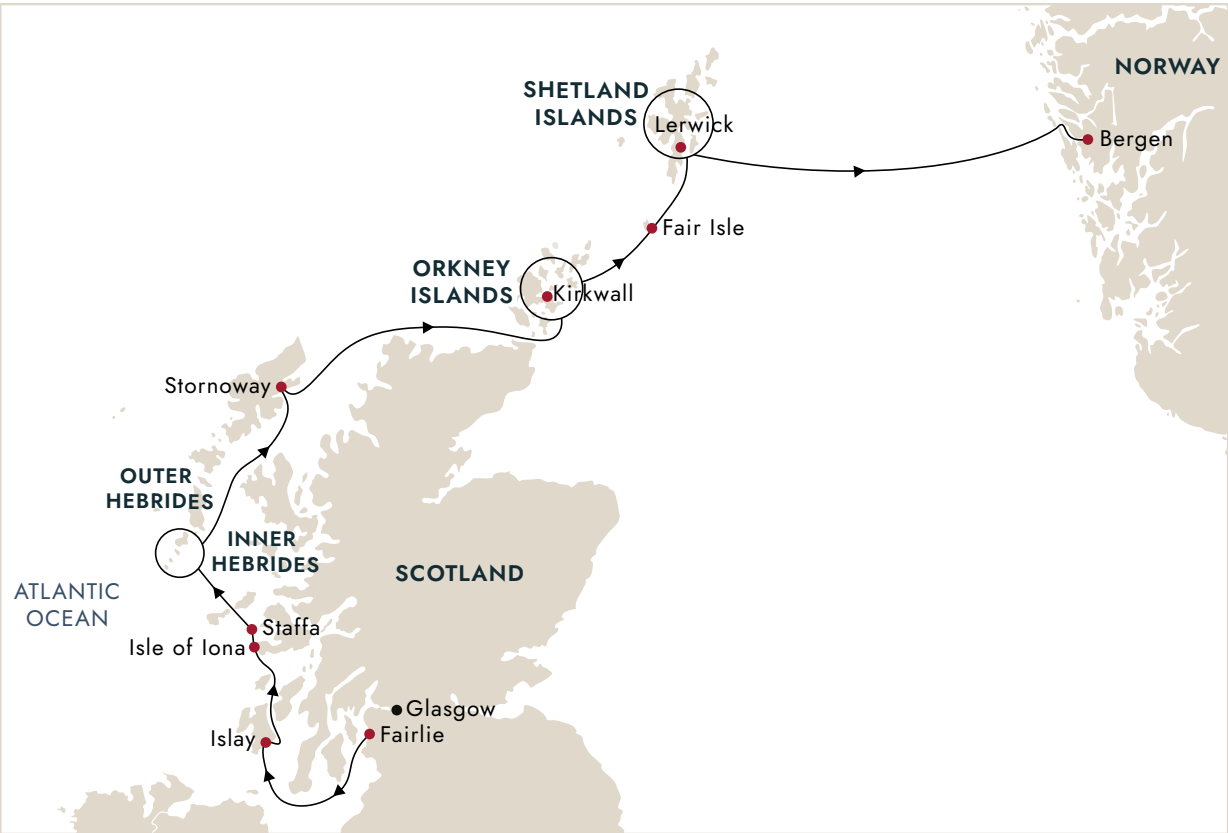 NORWAY
SHETLAND
ISLANDS
Lerwick
Bergen
Fair Isle
ORKNEY
ISLANDS
Kirkwall
Stornoway
OUTER
HEBRIDES
INNER
HEBRIDES
SCOTLAND
ATLANTIC
OCEAN
Staffa
Isle of Iona
Glasgow
Fairlie
Islay